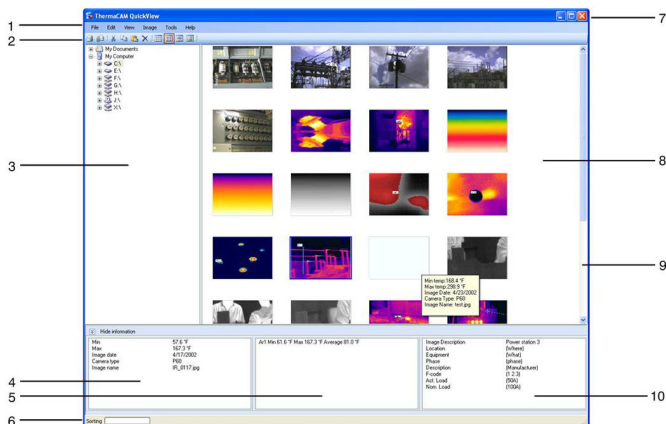 ThermaCAM QuickView
7
1
File Edit View Image Tools Help
2
My Documents
My Computer
C:\
E:\
F:\
G:\
H:\
J:\
X:\
3
8
9
Min temp:168.4 °F
Max temp:298.9 °F
Image Date: 4/23/2002
Camera Type: P60
Image Name: test.jpg
Hide information
Min 57.6 °F
Max 167.3 °F
Image date 4/17/2002
Camera type P60
Image name IR_0117.jpg
4
Ar1 Min 61.6 °F Max 167.3 °F Average 81.0 °F
5
Image Description Power station 3
Location (Where)
Equipment (What)
Phase (phase)
Description (Manufacturer)
F-code (1 2 3)
Act. Load (50A)
Nom. Load (100A)
10
6
Sorting